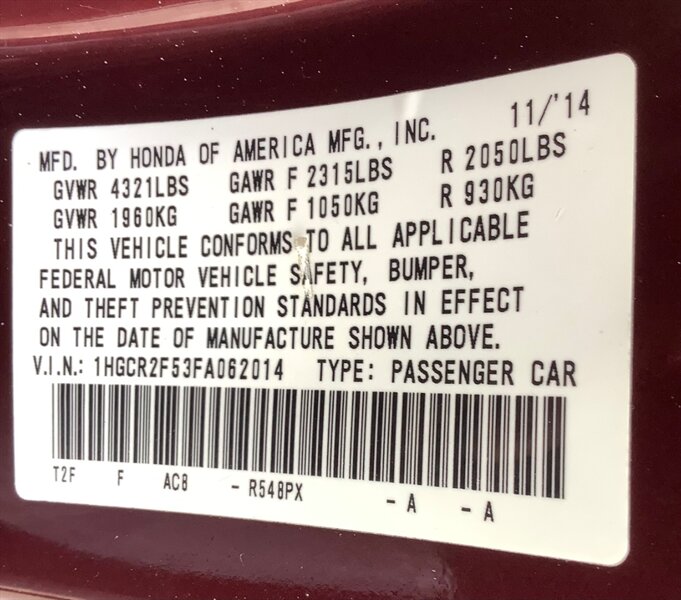 11/'14
MFD. BY HONDA OF AMERICA MFG., INC.
GVWR 4321LBS GAWR F 2315LBS R 2050LBS
GVWR 1960KG GAWR F 1050KG R 930KG
THIS VEHICLE CONFORMS TO ALL APPLICABLE
FEDERAL MOTOR VEHICLE SAFETY, BUMPER,
AND THEFT PREVENTION STANDARDS IN EFFECT
ON THE DATE OF MANUFACTURE SHOWN ABOVE.
V.I.N.: 1HGCR2F53FA062014 TYPE: PASSENGER CAR
T2F F AC8 - R548PX - A - A